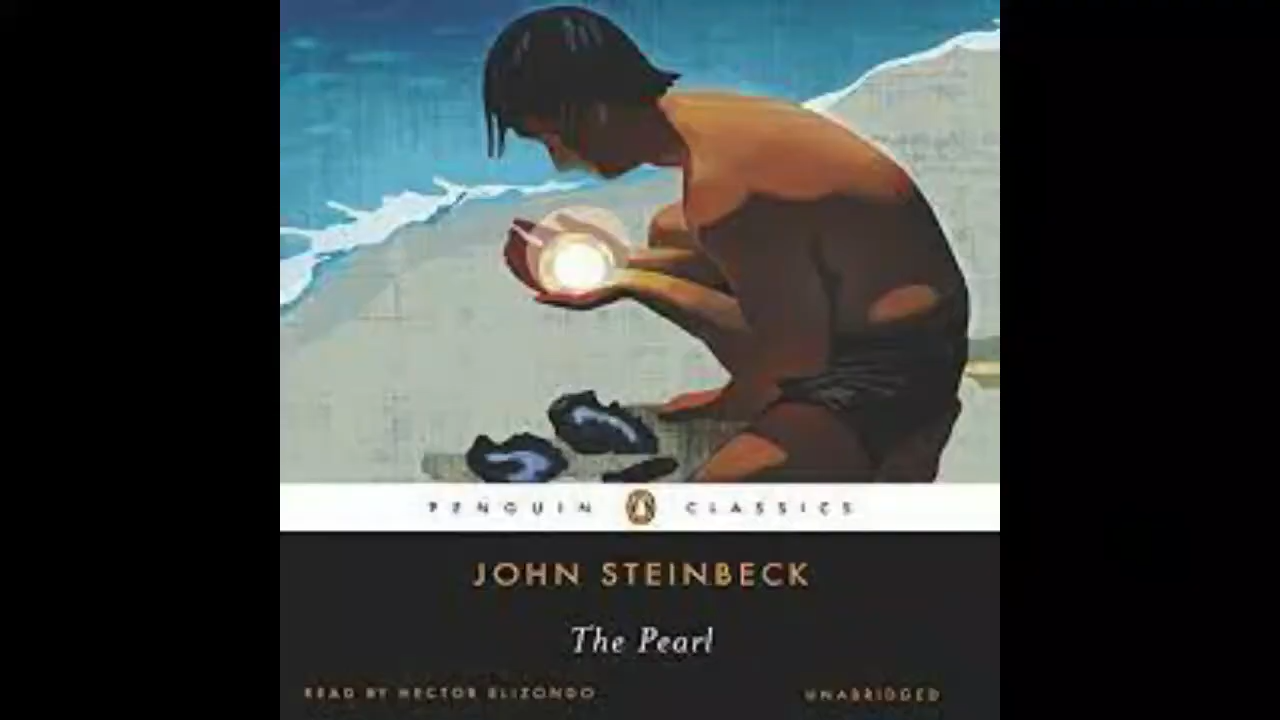 PENGUIN CLASSICS
JOHN STEINBECK
The Pearl
READ BY HECTOR ELIZONDO UNABRIDGED